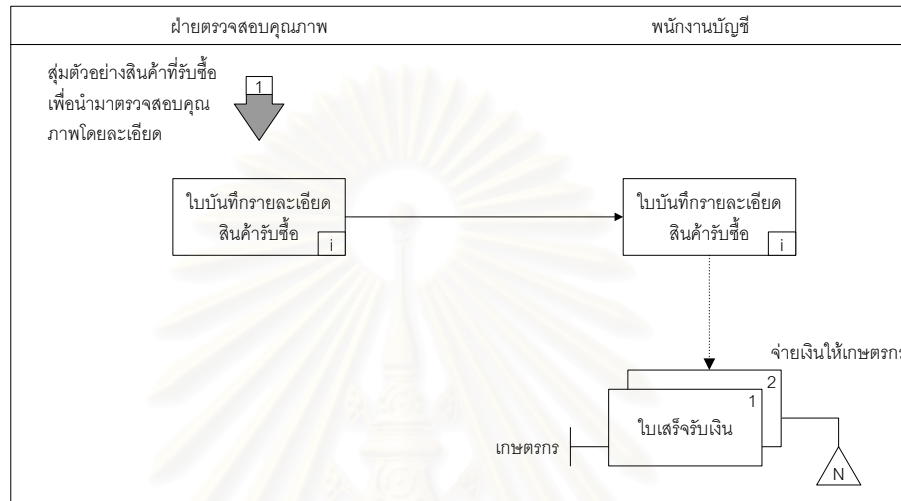 ฝ่ายตรวจสอบคุณภาพ
พนักงานบัญชี
สุ่มตัวอย่างสินค้าที่รับซื้อ
เพื่อนำมาตรวจสอบคุณ
ภาพโดยละเอียด
1
ใบบันทึกรายละเอียด
สินค้ารับซื้อ
i
ใบบันทึกรายละเอียด
สินค้ารับซื้อ
i
จ่ายเงินให้เกษตรกร
2
1
ใบเสร็จรับเงิน
เกษตรกร
N